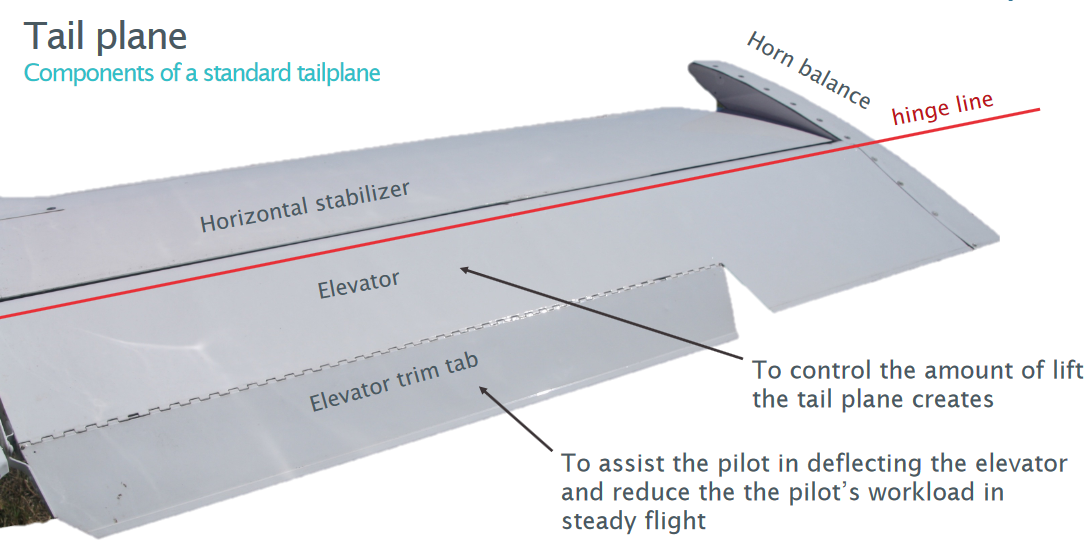 Tail plane
Components of a standard tailplane
Horn balance
hinge line
Horizontal stabilizer
Elevator
Elevator trim tab
To control the amount of lift
the tail plane creates
To assist the pilot in deflecting the elevator
and reduce the the pilot's workload in
steady flight